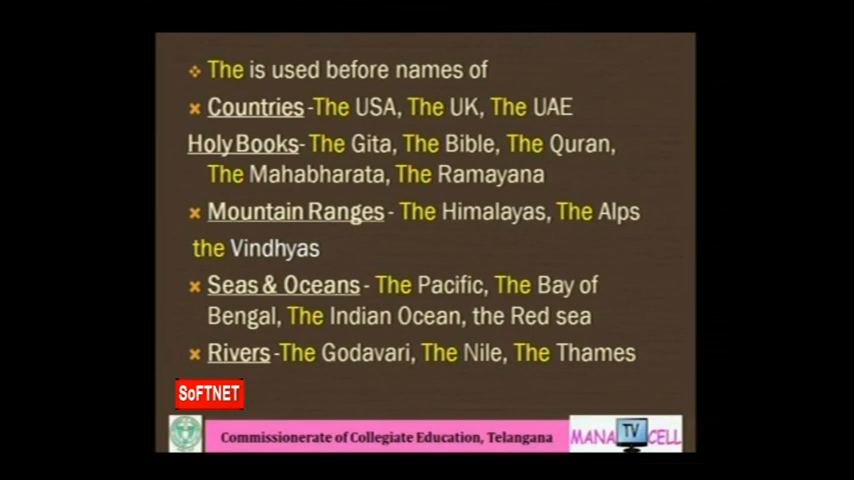 The is used before names of
Countries -The USA, The UK, The UAE
Holy Books- The Gita, The Bible, The Quran,
The Mahabharata, The Ramayana
Mountain Ranges - The Himalayas, The Alps
the Vindhyas
Seas & Oceans - The Pacific, The Bay of
Bengal, The Indian Ocean, the Red sea
Rivers -The Godavari, The Nile, The Thames
SoFTNET
Commissionerate of Collegiate Education, Telangana
MANA TV CELL